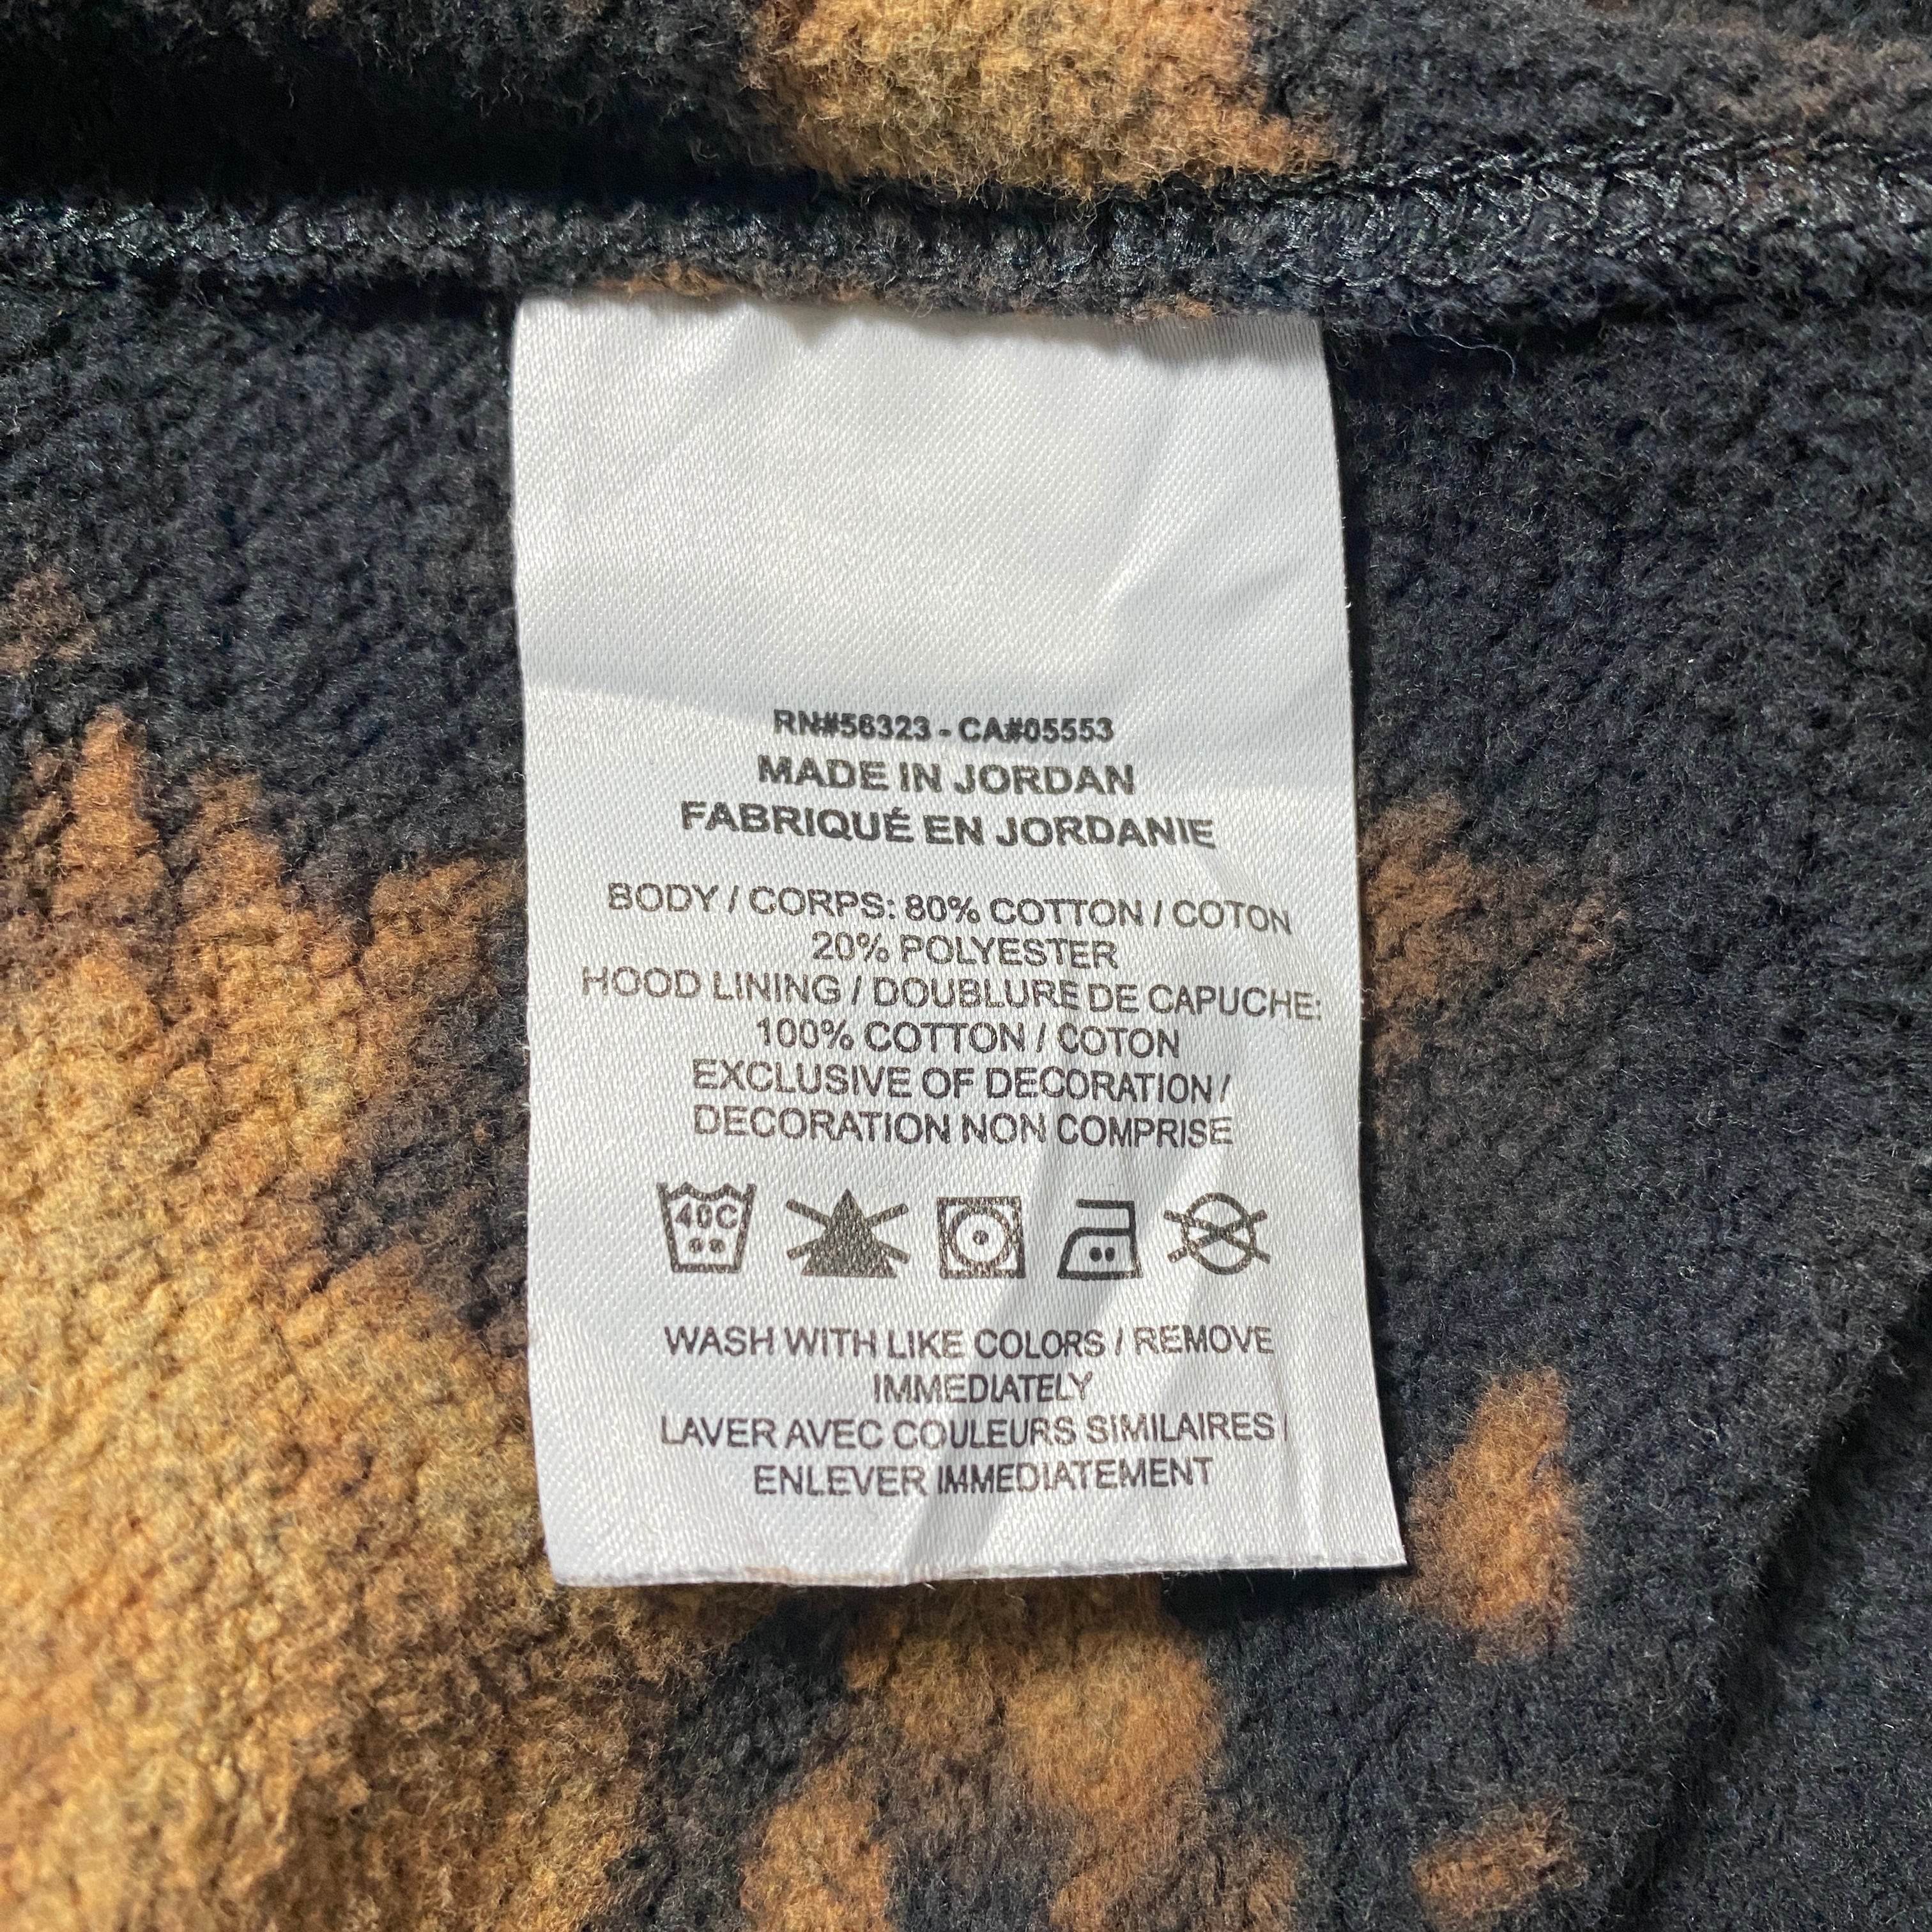 RN#56323 - CA#05553
MADE IN JORDAN
FABRIQUÉ EN JORDANIE
BODY / CORPS: 80% COTTON / COTON
20% POLYESTER
HOOD LINING / DOUBLURE DE CAPUCHE:
100% COTTON / COTON
EXCLUSIVE OF DECORATION /
DECORATION NON COMPRISE
40C
WASH WITH LIKE COLORS / REMOVE
IMMEDIATELY
LAVER AVEC COULEURS SIMILAIRES /
ENLEVER IMMEDIATEMENT